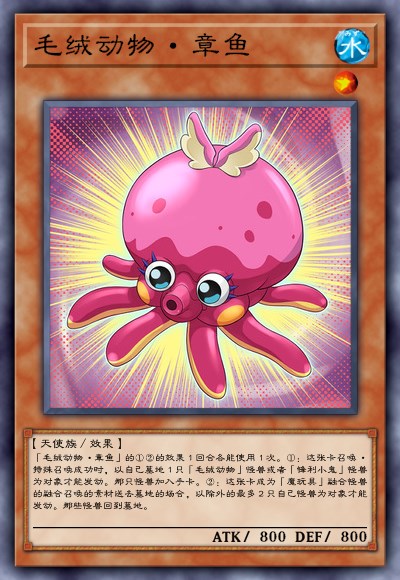 毛绒动物・章鱼
水
【天使族／效果】
「毛绒动物・章鱼」的①②的效果1回合各能使用1次。①：这张卡召唤・
特殊召唤成功时，以自己墓地1只「毛绒动物」怪兽或者「锋利小鬼」怪兽
为对象才能发动。那只怪兽加入手卡。②：这张卡成为「魔玩具」融合怪兽
的融合召唤的素材送去墓地的场合，以除外的最多2只自己怪兽为对象才能
发动。那些怪兽回到墓地。
ATK/ 800 DEF/ 800